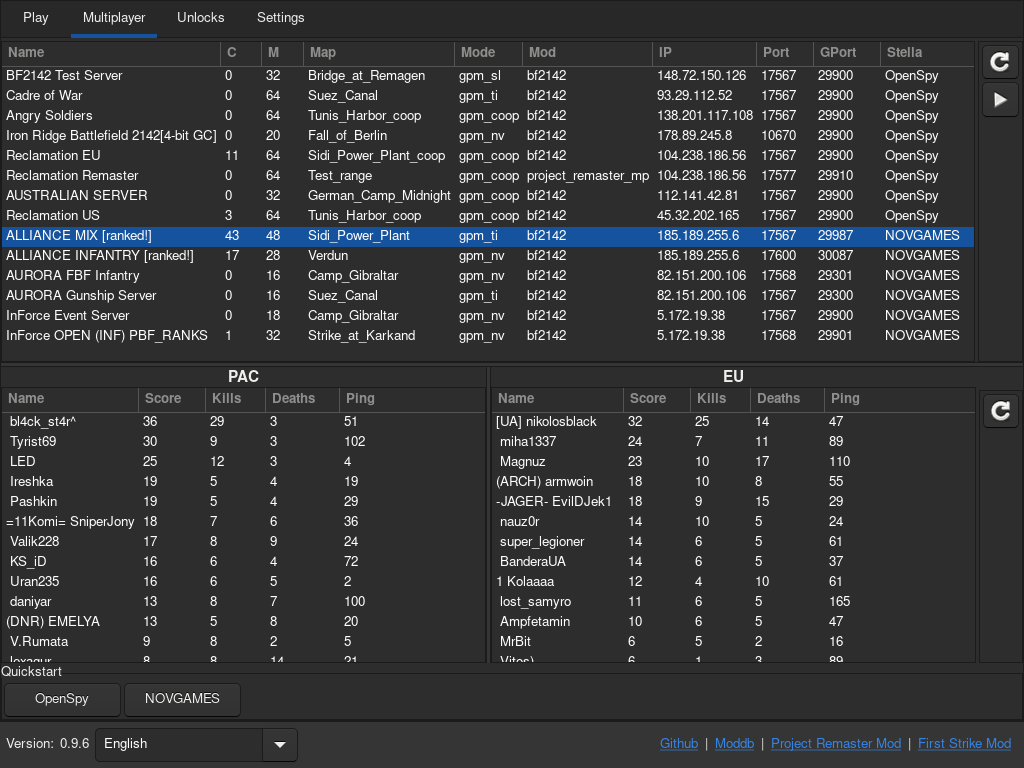 Play Multiplayer Unlocks Settings
Name C M Map Mode Mod IP Port GPort Stella
BF2142 Test Server 0 32 Bridge_at_Remagen gpm_sl bf2142 148.72.150.126 17567 29900 OpenSpy
Cadre of War 0 64 Suez_Canal gpm_ti bf2142 93.29.112.52 17567 29900 OpenSpy
Angry Soldiers 0 64 Tunis_Harbor_coop gpm_coop bf2142 138.201.117.108 17567 29900 OpenSpy
Iron Ridge Battlefield 2142[4-bit GC] 0 20 Fall_of_Berlin gpm_nv bf2142 178.89.245.8 10670 29900 OpenSpy
Reclamation EU 11 64 Sidi_Power_Plant_coop gpm_coop bf2142 104.238.186.56 17567 29900 OpenSpy
Reclamation Remaster 0 64 Test_range gpm_coop project_remaster_mp 104.238.186.56 17577 29910 OpenSpy
AUSTRALIAN SERVER 0 32 German_Camp_Midnight gpm_coop bf2142 112.141.42.81 17567 29900 OpenSpy
Reclamation US 3 64 Tunis_Harbor_coop gpm_coop bf2142 45.32.202.165 17567 29900 OpenSpy
ALLIANCE MIX [ranked!] 43 48 Sidi_Power_Plant gpm_ti bf2142 185.189.255.6 17567 29987 NOVGAMES
ALLIANCE INFANTRY [ranked!] 17 28 Verdun gpm_nv bf2142 185.189.255.6 17600 30087 NOVGAMES
AURORA FBF Infantry 0 16 Camp_Gibraltar gpm_nv bf2142 82.151.200.106 17568 29301 NOVGAMES
AURORA Gunship Server 0 16 Suez_Canal gpm_ti bf2142 82.151.200.106 17567 29300 NOVGAMES
InForce Event Server 0 18 Camp_Gibraltar gpm_nv bf2142 5.172.19.38 17567 29900 NOVGAMES
InForce OPEN (INF) PBF_RANKS 1 32 Strike_at_Karkand gpm_nv bf2142 5.172.19.38 17568 29901 NOVGAMES
PAC
Name Score Kills Deaths Ping
bl4ck_st4r^ 36 29 3 51
Tyrist69 30 9 3 102
LED 25 12 3 4
Ireshka 19 5 4 19
Pashkin 19 5 4 29
=11Komi= SniperJony 18 7 6 36
Valik228 17 8 9 24
KS_iD 16 6 4 72
Uran235 16 6 5 2
daniyar 13 8 7 100
(DNR) EMELYA 13 5 8 20
V.Rumata 9 8 2 5
8 8 14 21
EU
Name Score Kills Deaths Ping
[UA] nikolosblack 32 25 14 47
miha1337 24 7 11 89
Magnuz 23 10 17 110
(ARCH) armwoin 18 10 8 55
-JAGER- EvilDJek1 18 9 15 29
nauz0r 14 10 5 24
super_legioner 14 6 5 61
BanderaUA 14 6 5 37
1 Kolaaaa 12 4 10 61
lost_samyro 11 6 5 165
Ampfetamin 10 6 5 47
MrBit 6 5 2 16
6 1 3 89
Quickstart
OpenSpy NOVGAMES
Version: 0.9.6 English Github | Moddb | Project Remaster Mod | First Strike Mod